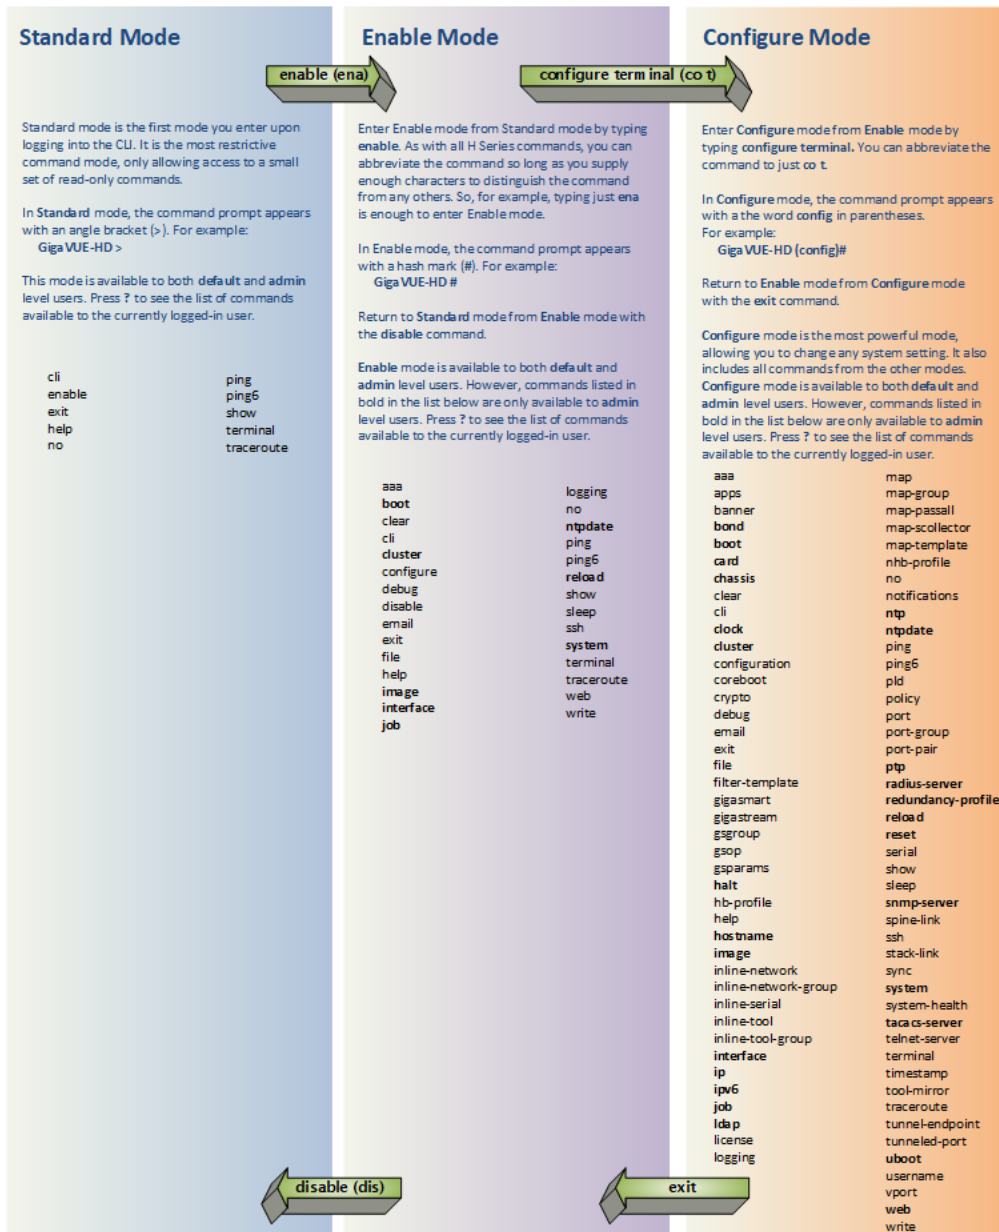 Standard Mode
enable (ena)
Standard mode is the first mode you enter upon
logging into the CLI. It is the most restrictive
command mode, only allowing access to a small
set of read-only commands.
In Standard mode, the command prompt appears
with an angle bracket (>). For example:
GigaVUE-HD >
This mode is available to both default and admin
level users. Press ? to see the list of commands
available to the currently logged-in user.
cli
enable
exit
help
no
ping
ping6
show
terminal
traceroute
Enable Mode
configure terminal (co t)
Enter Enable mode from Standard mode by typing
enable. As with all H Series commands, you can
abbreviate the command so long as you supply
enough characters to distinguish the command
from any others. So, for example, typing just ena
is enough to enter Enable mode.
In Enable mode, the command prompt appears
with a hash mark (#). For example:
GigaVUE-HD #
Return to Standard mode from Enable mode with
the disable command.
Enable mode is available to both default and
admin level users. However, commands listed in
bold in the list below are only available to admin
level users. Press ? to see the list of commands
available to the currently logged-in user.
aaa
boot
clear
cli
cluster
configure
debug
disable
email
exit
file
help
image
interface
job
logging
no
ntpdate
ping
ping6
reload
show
sleep
ssh
system
terminal
traceroute
web
write
disable (dis)
Configure Mode
Enter Configure mode from Enable mode by
typing configure terminal. You can abbreviate the
command to just co t.
In Configure mode, the command prompt appears
with a the word config in parentheses.
For example:
GigaVUE-HD (config)#
Return to Enable mode from Configure mode
with the exit command.
Configure mode is the most powerful mode,
allowing you to change any system setting. It also
includes all commands from the other modes.
Configure mode is available to both default and
admin level users. However, commands listed in
bold in the list below are only available to admin
level users. Press ? to see the list of commands
available to the currently logged-in user.
aaa
apps
banner
bond
boot
card
chassis
clear
cli
clock
cluster
configuration
coreboot
crypto
debug
email
exit
file
filter-template
gigasmart
gigastream
gsgroup
gsop
gsparams
halt
hb-profile
help
hostname
image
inline-network
inline-network-group
inline-serial
inline-tool
inline-tool-group
interface
ip
ipv6
job
ldap
license
logging
map
map-group
map-passall
map-scollector
map-template
nhb-profile
no
notifications
ntp
ntpdate
ping
ping6
pld
policy
port
port-group
port-pair
ptp
radius-server
redundancy-profile
reload
reset
serial
show
sleep
snmp-server
spine-link
ssh
stack-link
sync
system
system-health
tacacs-server
telnet-server
terminal
timestamp
tool-mirror
traceroute
tunnel-endpoint
tunneled-port
uboot
username
vport
web
write
exit